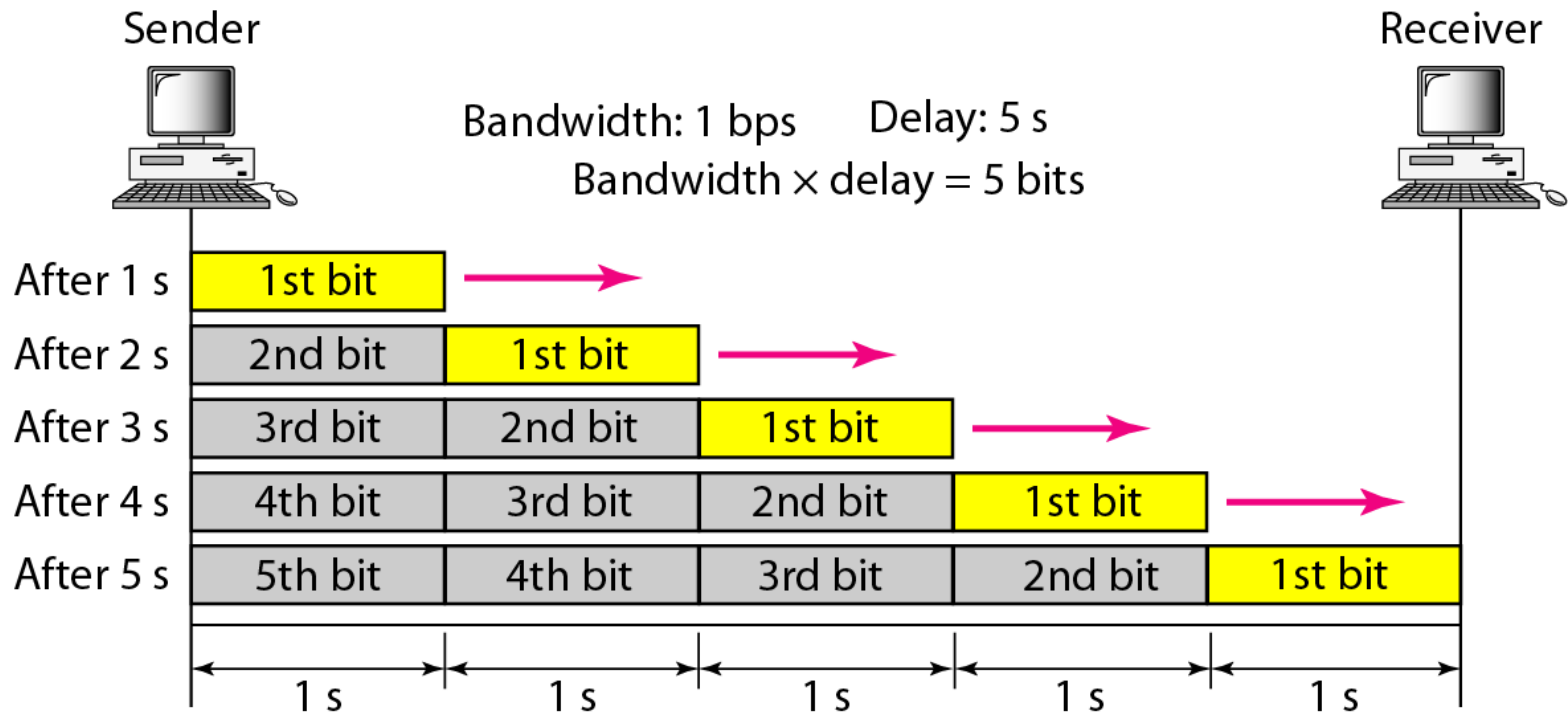 Sender Receiver
Bandwidth: 1 bps Delay: 5 s
Bandwidth × delay = 5 bits
After 1 s 1st bit
After 2 s 2nd bit 1st bit
After 3 s 3rd bit 2nd bit 1st bit
After 4 s 4th bit 3rd bit 2nd bit 1st bit
After 5 s 5th bit 4th bit 3rd bit 2nd bit 1st bit
1 s 1 s 1 s 1 s 1 s